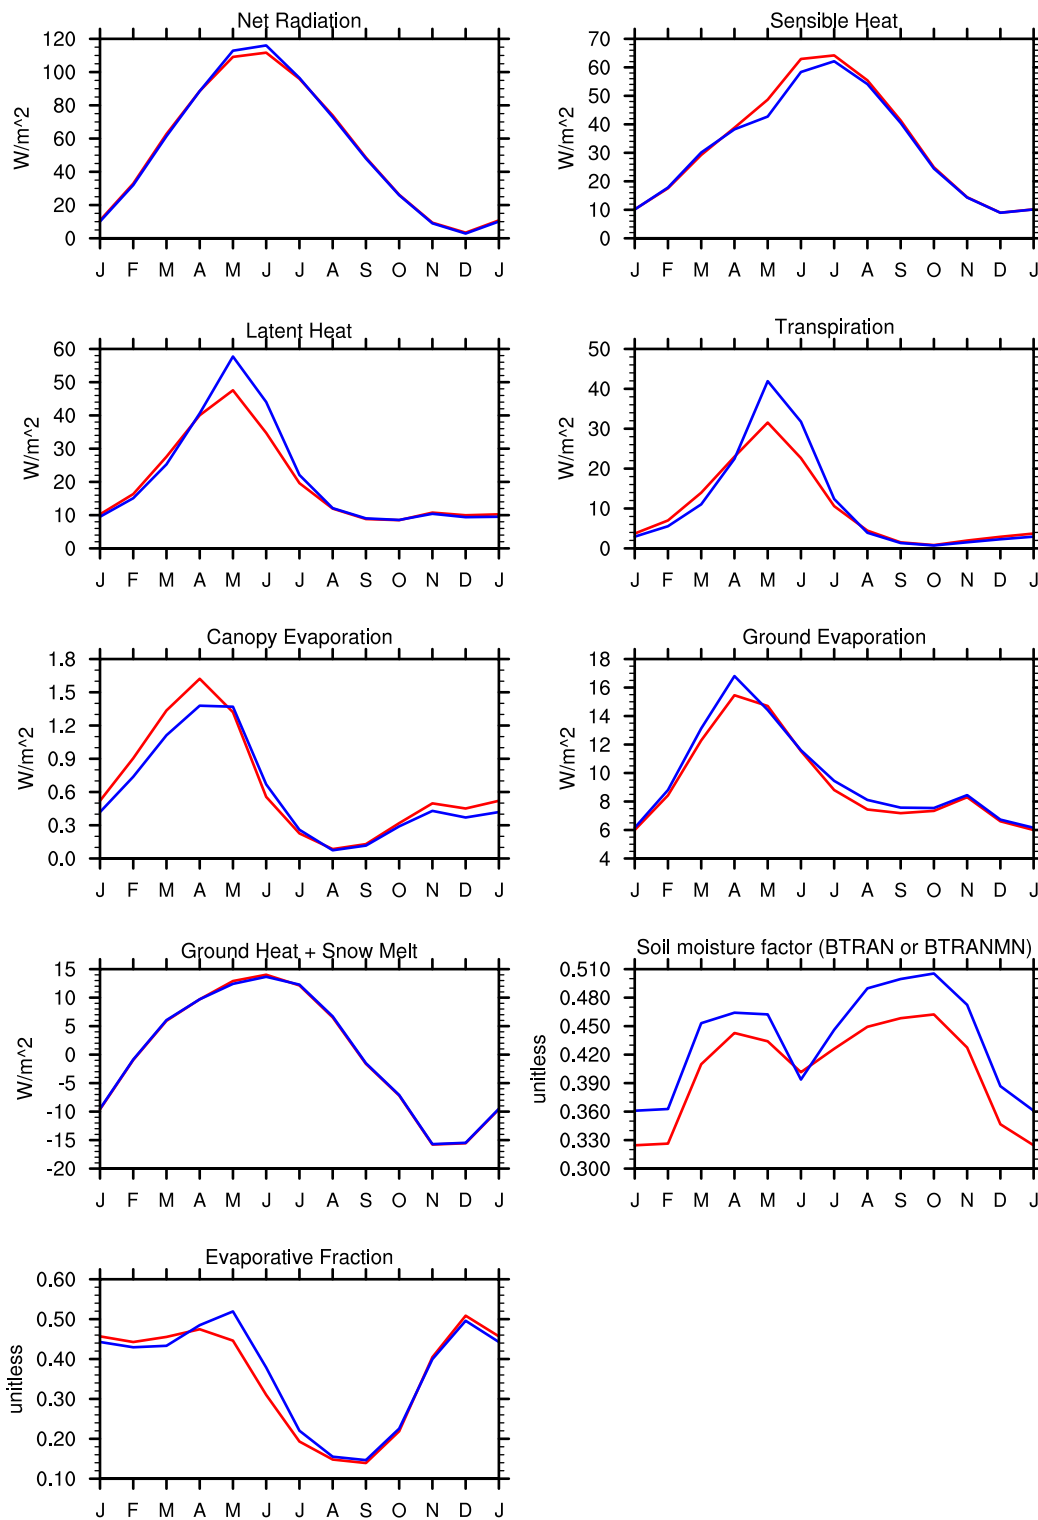 Net Radiation
W/m^2
120
100
80
60
40
20
0
J F M A M J J A S O N D J
Sensible Heat
W/m^2
70
60
50
40
30
20
10
0
J F M A M J J A S O N D J
Latent Heat
W/m^2
60
50
40
30
20
10
0
J F M A M J J A S O N D J
Transpiration
W/m^2
50
40
30
20
10
0
J F M A M J J A S O N D J
Canopy Evaporation
W/m^2
1.8
1.5
1.2
0.9
0.6
0.3
0.0
J F M A M J J A S O N D J
Ground Evaporation
W/m^2
18
16
14
12
10
8
6
4
J F M A M J J A S O N D J
Ground Heat + Snow Melt
W/m^2
15
10
5
0
-5
-10
-15
-20
J F M A M J J A S O N D J
Soil moisture factor (BTRAN or BTRANMN)
unitless
0.510
0.480
0.450
0.420
0.390
0.360
0.330
0.300
J F M A M J J A S O N D J
Evaporative Fraction
unitless
0.60
0.50
0.40
0.30
0.20
0.10
J F M A M J J A S O N D J